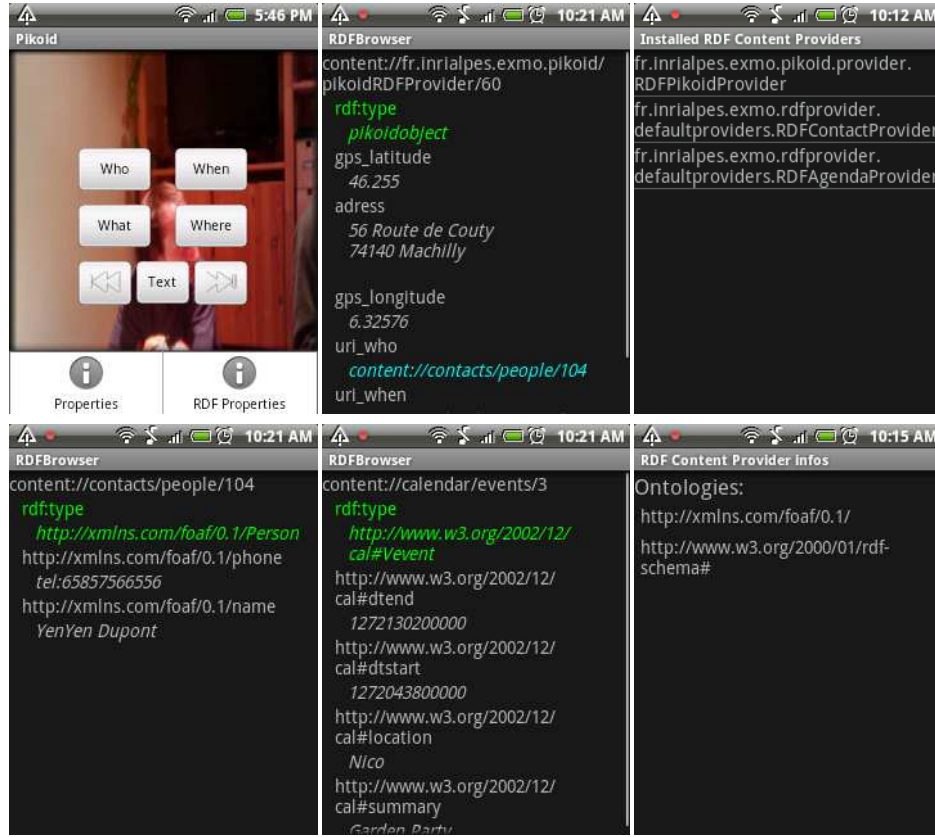 5:46 PM
Pikoid
Who
When
What
Where
Text
Properties
RDF Properties
10:21 AM
RDFBrowser
content://fr.inrialpes.exmo.pikoid/
pikoidRDFProvider/60
rdf:type
pikoidobject
gps_latitude
46.255
adress
56 Route de Couty
74140 Machilly
gps_longitude
6.32576
uri_who
content://contacts/people/104
uri_when
10:12 AM
Installed RDF Content Providers
fr.inrialpes.exmo.pikoid.provider.
RDFPikoidProvider
fr.inrialpes.exmo.rdfprovider.
defaultproviders.RDFContactProvider
fr.inrialpes.exmo.rdfprovider.
defaultproviders.RDFAgendaProvider
10:21 AM
RDFBrowser
content://contacts/people/104
rdf:type
http://xmlns.com/foaf/0.1/Person
http://xmlns.com/foaf/0.1/phone
tel:65857566556
http://xmlns.com/foaf/0.1/name
YenYen Dupont
10:21 AM
RDFBrowser
content://calendar/events/3
rdf:type
http://www.w3.org/2002/12/
cal#Vevent
http://www.w3.org/2002/12/
cal#dtend
1272130200000
http://www.w3.org/2002/12/
cal#dtstart
1272043800000
http://www.w3.org/2002/12/
cal#location
Nico
http://www.w3.org/2002/12/
cal#summary
Garden Party
10:15 AM
RDF Content Provider infos
Ontologies:
http://xmlns.com/foaf/0.1/
http://www.w3.org/2000/01/rdf-
schema#